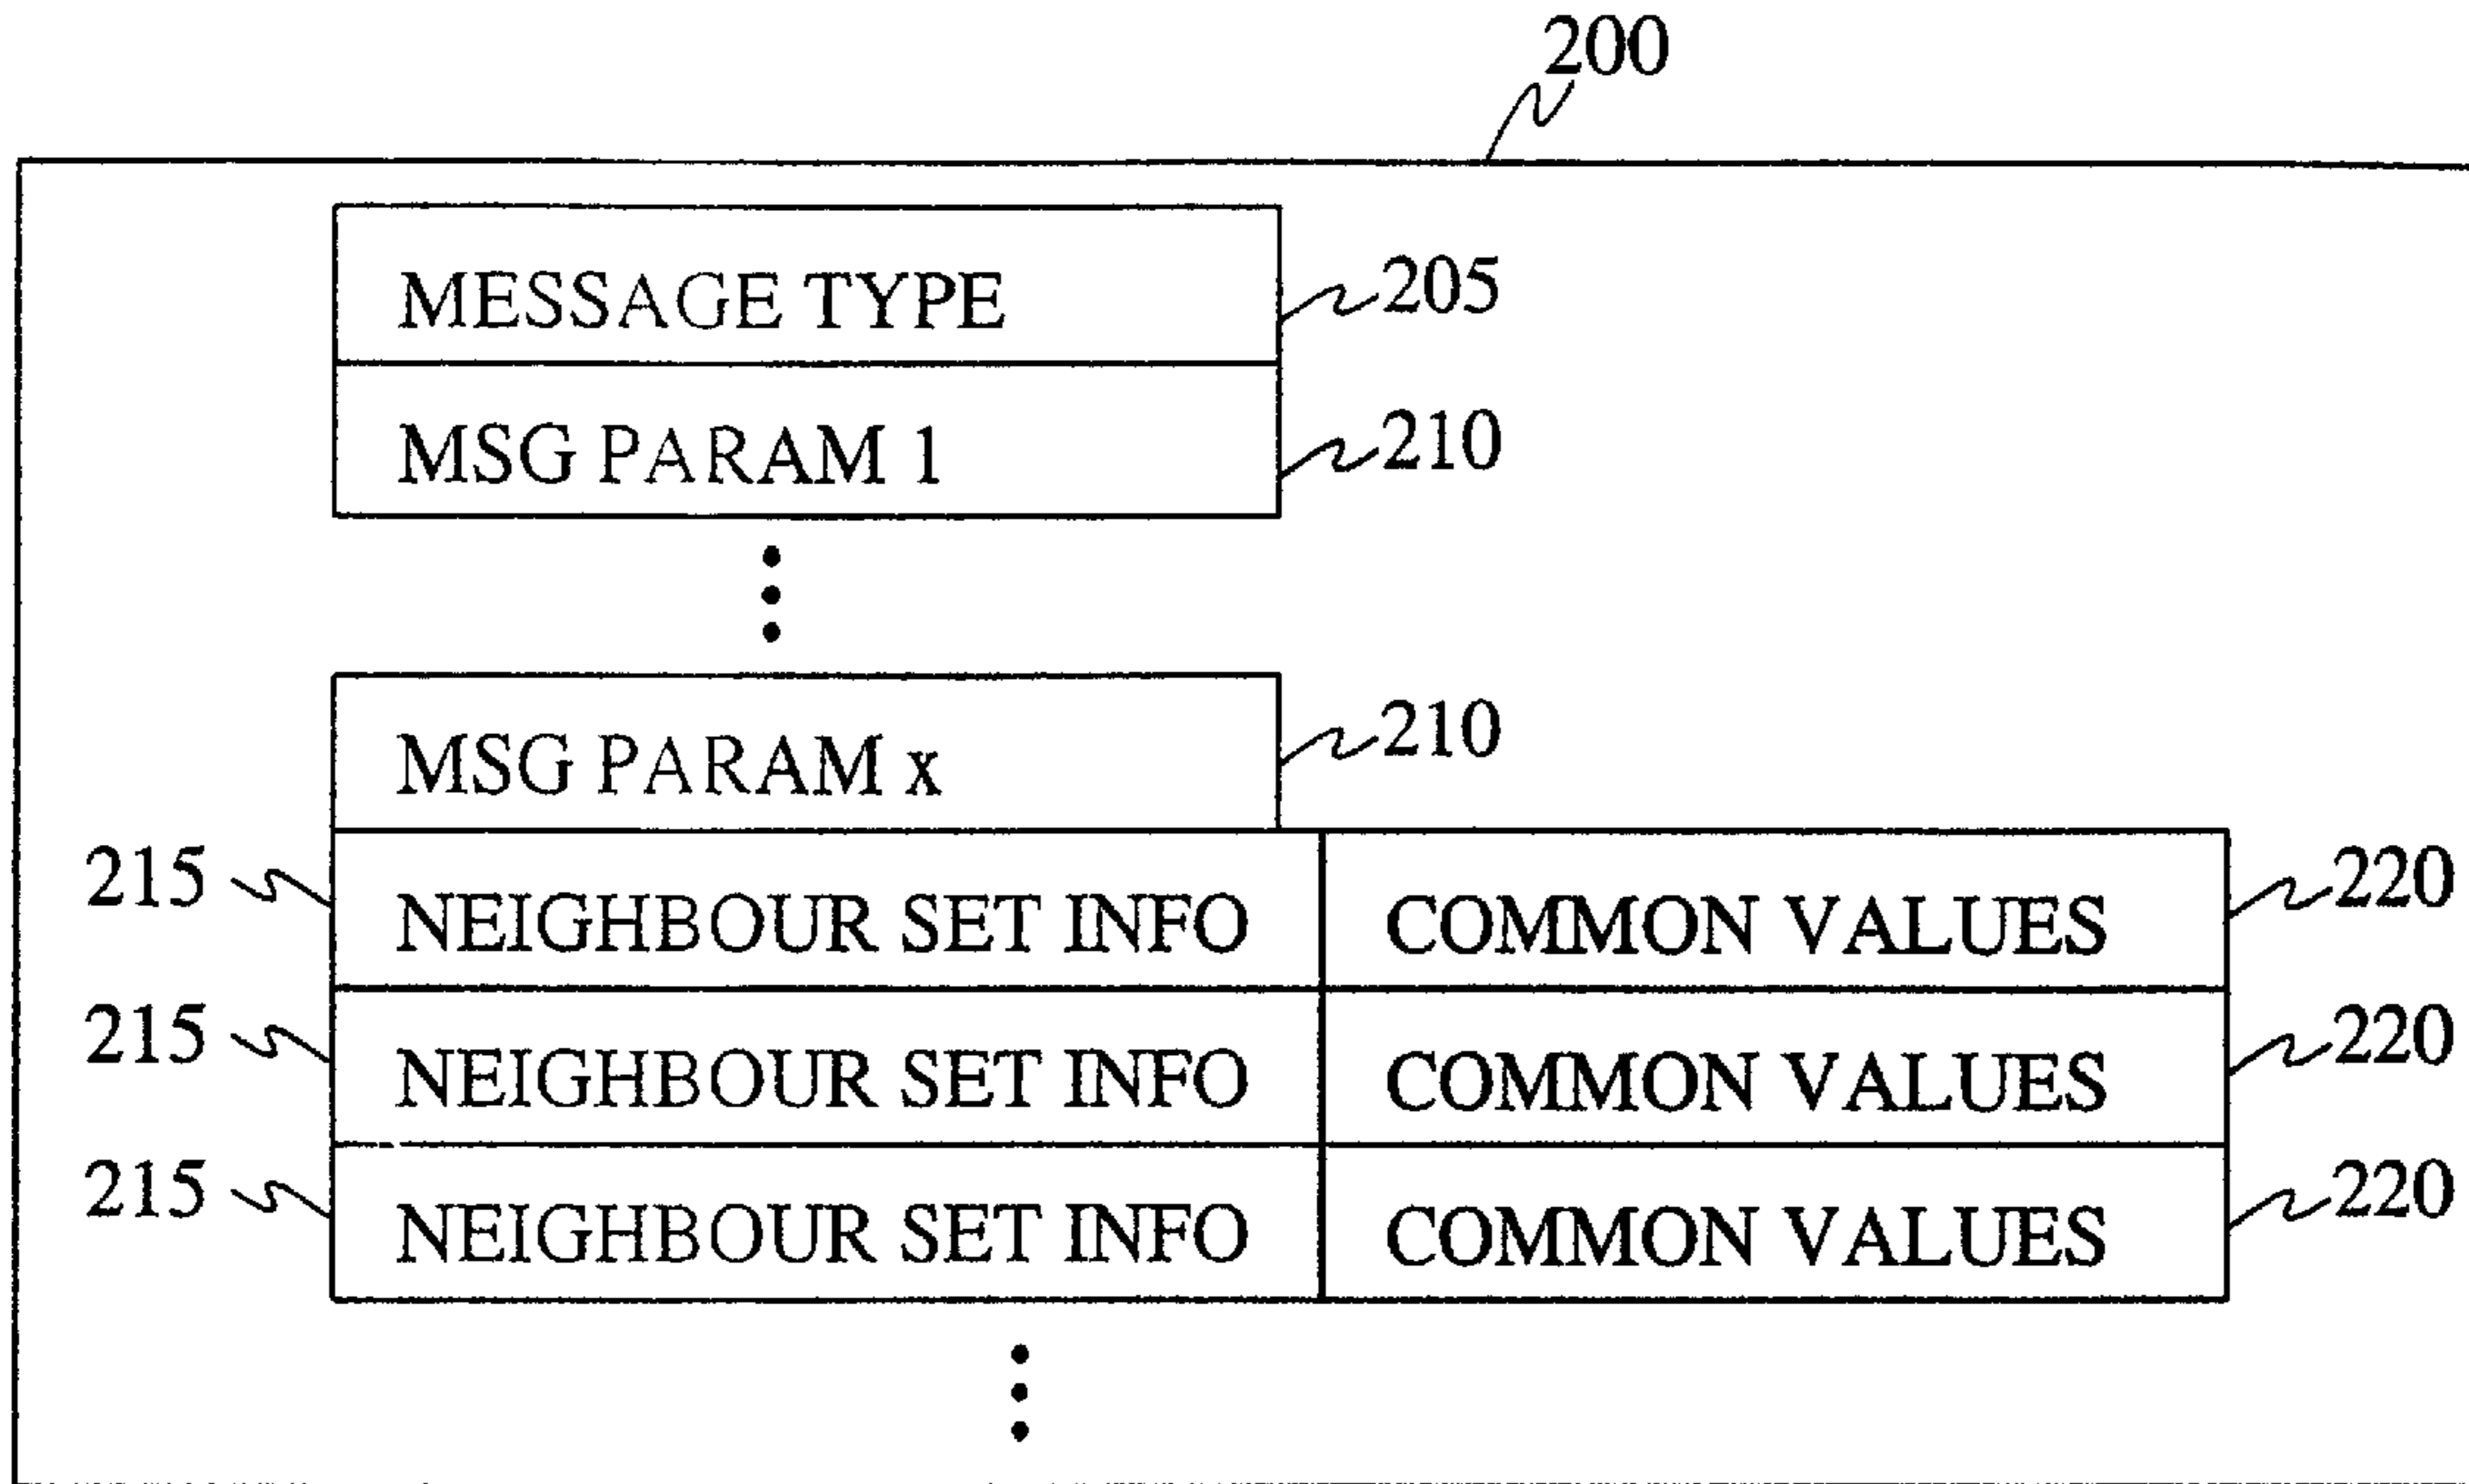 200
MESSAGE TYPE 205
MSG PARAM 1 210
MSG PARAM x 210
215 NEIGHBOUR SET INFO COMMON VALUES 220
215 NEIGHBOUR SET INFO COMMON VALUES 220
215 NEIGHBOUR SET INFO COMMON VALUES 220